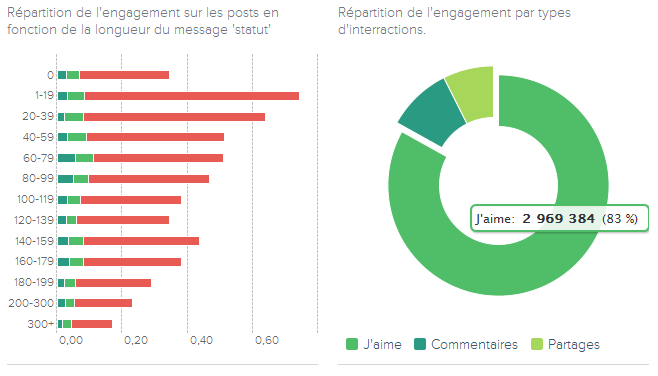 Répartition de l'engagement sur les posts en
fonction de la longueur du message 'statut'
0
1-19
20-39
40-59
60-79
80-99
100-119
120-139
140-159
160-179
180-199
200-300
300+
0,00 0,20 0,40 0,60
Répartition de l'engagement par types
d'interractions.
J'aime: 2 969 384 (83 %)
J'aime Commentaires Partages